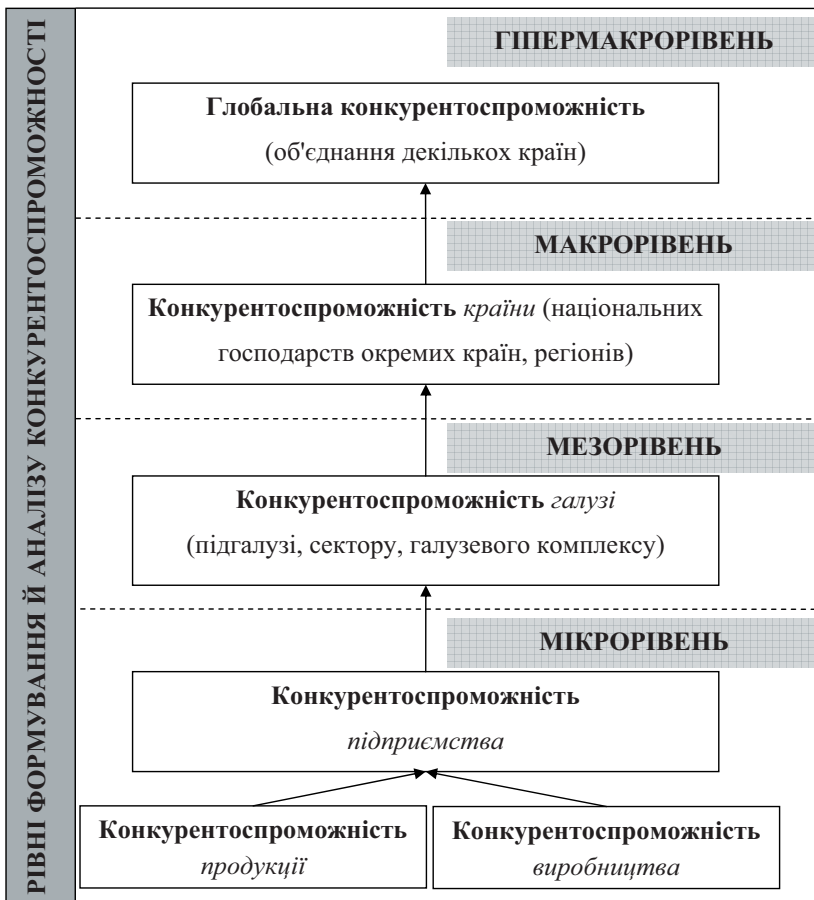 РІВНІ ФОРМУВАННЯ Й АНАЛІЗУ КОНКУРЕНТОСПРОМОЖНОСТІ
ГІПЕРМАКРОРІВЕНЬ
Глобальна конкурентоспроможність
(об'єднання декількох країн)
МАКРОРІВЕНЬ
Конкурентоспроможність країни (національних
господарств окремих країн, регіонів)
МЕЗОРІВЕНЬ
Конкурентоспроможність галузі
(підгалузі, сектору, галузевого комплексу)
МІКРОРІВЕНЬ
Конкурентоспроможність
підприємства
Конкурентоспроможність
продукції
Конкурентоспроможність
виробництва